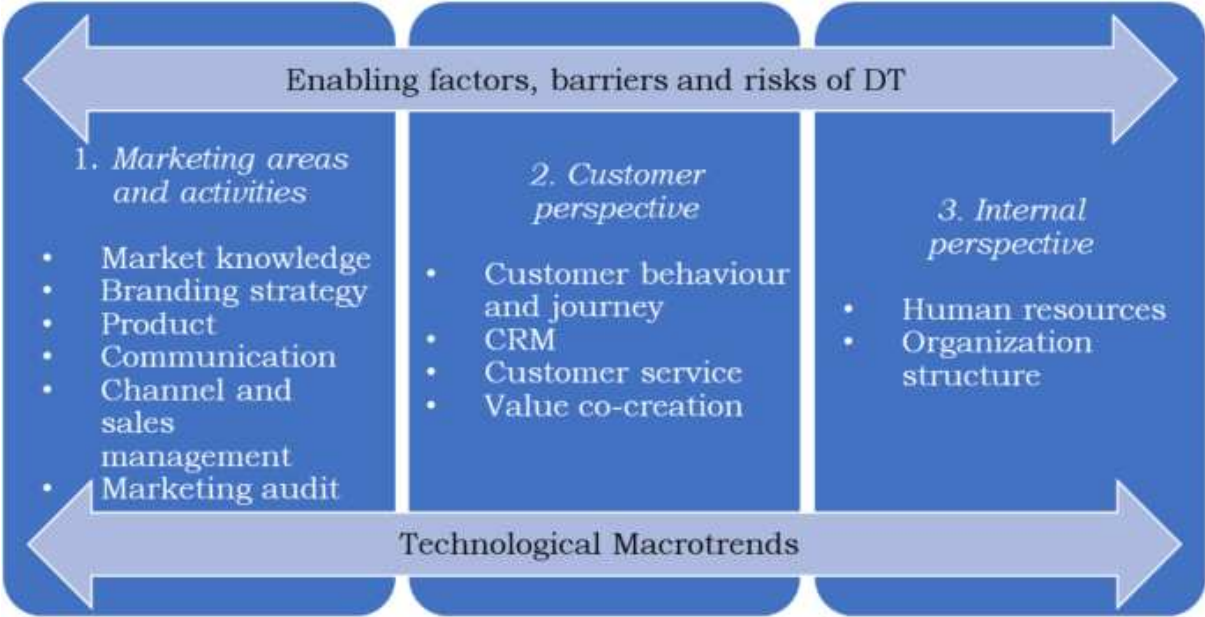 Enabling factors, barriers and risks of DT
1. Marketing areas
and activities
• Market knowledge
• Branding strategy
• Product
• Communication
• Channel and
sales
management
• Marketing audit
2. Customer
perspective
• Customer behaviour
and journey
• CRM
• Customer service
• Value co-creation
3. Internal
perspective
• Human resources
• Organization
structure
Technological Macrotrends